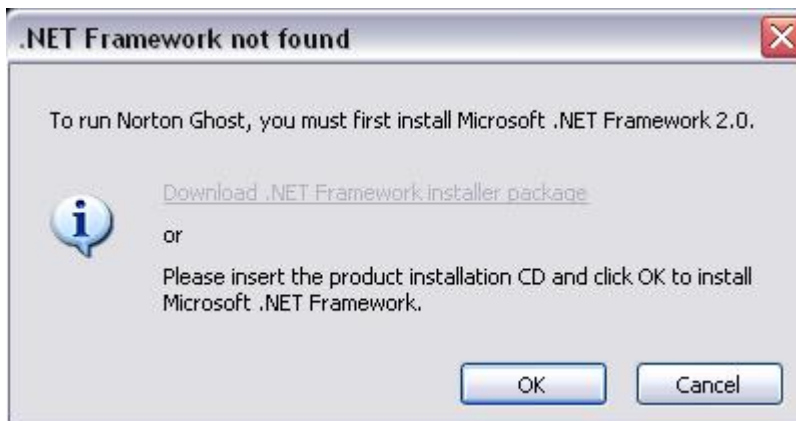 .NET Framework not found
To run Norton Ghost, you must first install Microsoft .NET Framework 2.0.
Download .NET Framework installer package
or
Please insert the product installation CD and click OK to install
Microsoft .NET Framework.
OK
Cancel